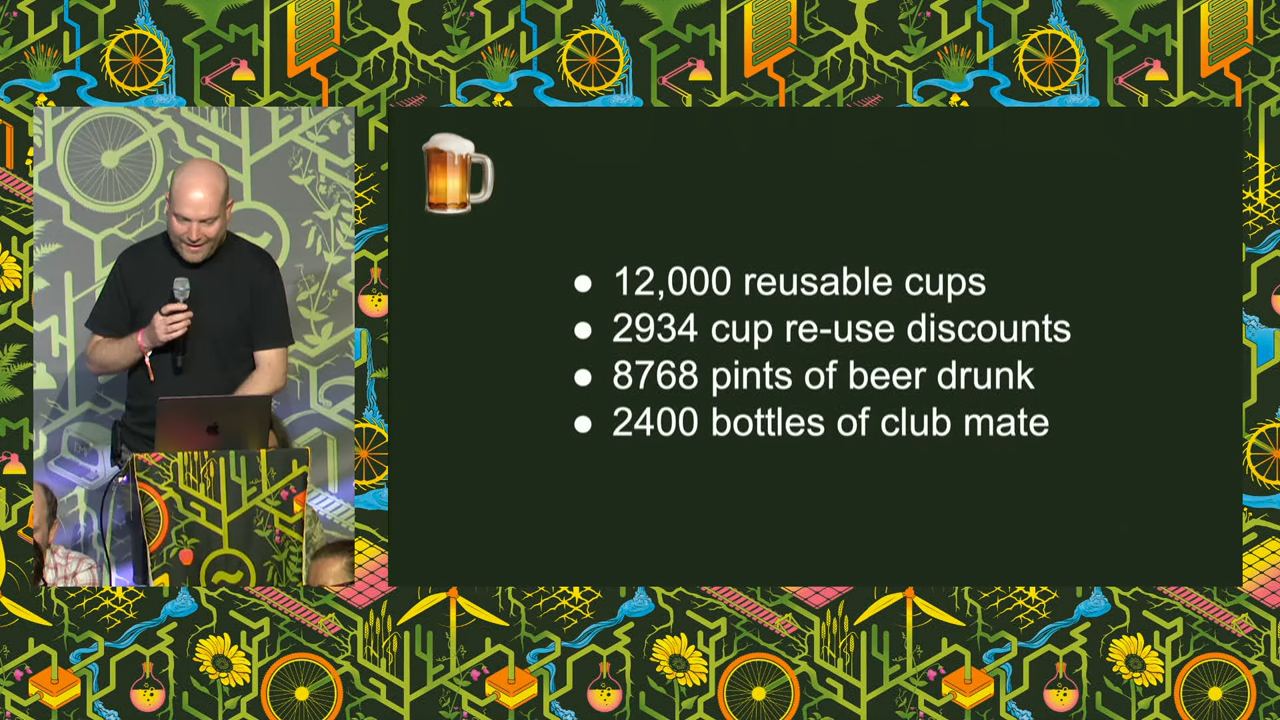 ● 12,000 reusable cups
● 2934 cup re-use discounts
● 8768 pints of beer drunk
● 2400 bottles of club mate